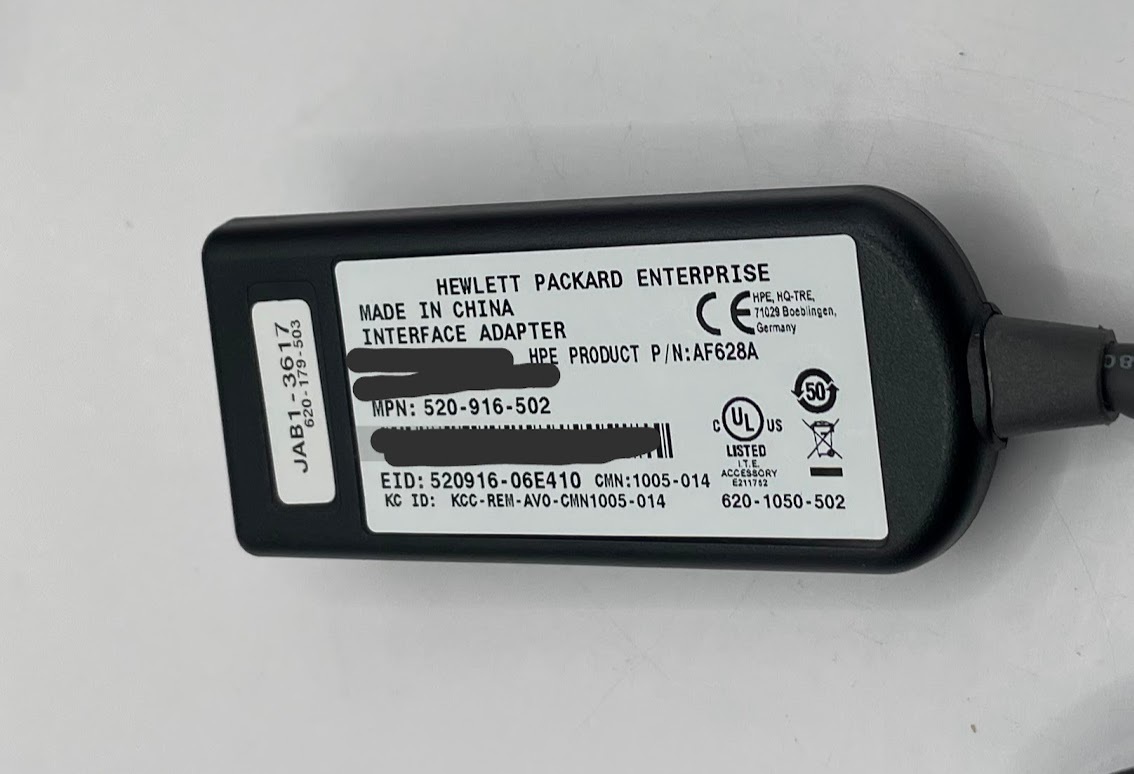 HEWLETT PACKARD ENTERPRISE
MADE IN CHINA
INTERFACE ADAPTER
HPE PRODUCT P/N:AF628A
MPN: 520-916-502
EID: 520916-06E410 CMN:1005-014
KC ID: KCC-REM-AVO-CMN1005-014
CE
HPE, HQ-TRE,
71029 Boeblingen,
Germany
50
C UL US
LISTED
I.T.E.
ACCESSORY
E211752
620-1050-502
JAB1-3617
620-179-503